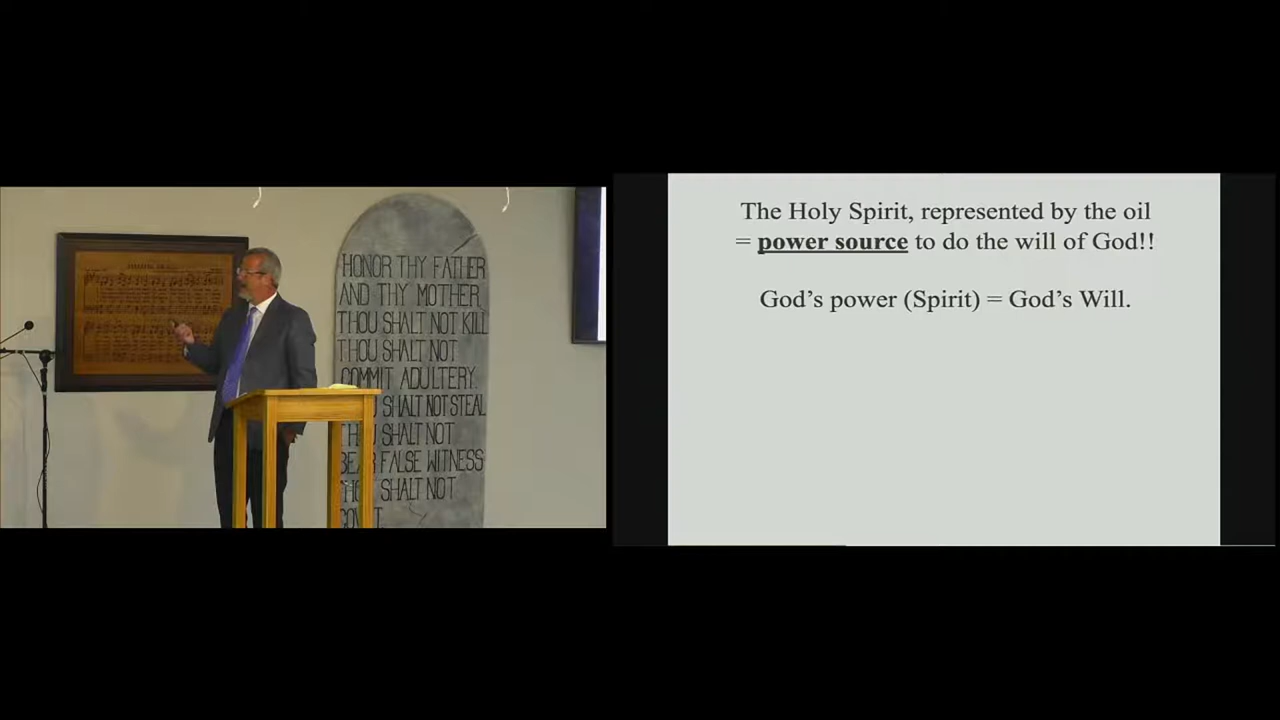 HONOR THY FATHER
AND THY MOTHER,
THOU SHALT NOT KILL
THOU SHALT NOT
COMMIT ADULTERY.
SHALT NOT STEAL
SHALT NOT
FALSE WITNESS
SHALT NOT
The Holy Spirit, represented by the oil
= power source to do the will of God!!
God’s power (Spirit) = God’s Will.